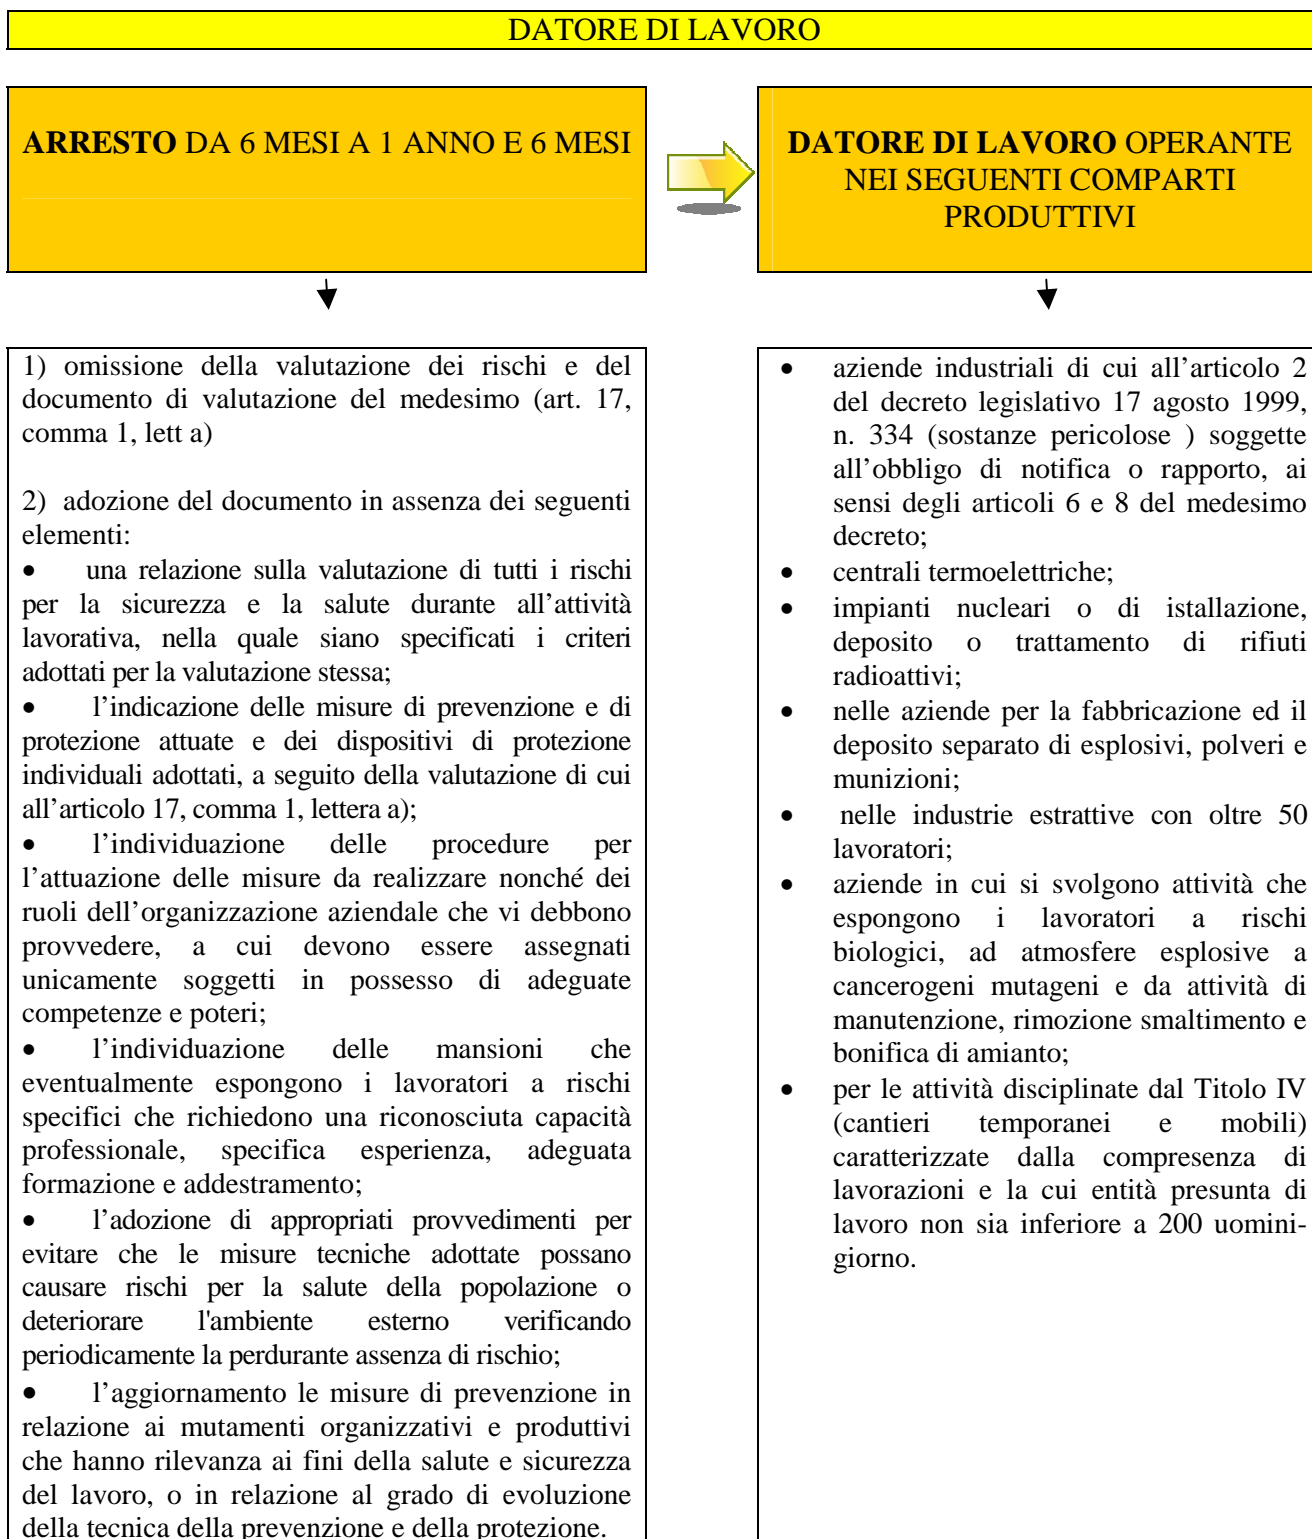 DATORE DI LAVORO
ARRESTO DA 6 MESI A 1 ANNO E 6 MESI
DATORE DI LAVORO OPERANTE
NEI SEGUENTI COMPARTI
PRODUTTIVI
1) omissione della valutazione dei rischi e del
documento di valutazione del medesimo (art. 17,
comma 1, lett a)
2) adozione del documento in assenza dei seguenti
elementi:
• una relazione sulla valutazione di tutti i rischi
per la sicurezza e la salute durante all’attività
lavorativa, nella quale siano specificati i criteri
adottati per la valutazione stessa;
• l’indicazione delle misure di prevenzione e di
protezione attuate e dei dispositivi di protezione
individuali adottati, a seguito della valutazione di cui
all’articolo 17, comma 1, lettera a);
• l’individuazione delle procedure per
l’attuazione delle misure da realizzare nonché dei
ruoli dell’organizzazione aziendale che vi debbono
provvedere, a cui devono essere assegnati
unicamente soggetti in possesso di adeguate
competenze e poteri;
• l’individuazione delle mansioni che
eventualmente espongono i lavoratori a rischi
specifici che richiedono una riconosciuta capacità
professionale, specifica esperienza, adeguata
formazione e addestramento;
• l’adozione di appropriati provvedimenti per
evitare che le misure tecniche adottate possano
causare rischi per la salute della popolazione o
deteriorare l'ambiente esterno verificando
periodicamente la perdurante assenza di rischio;
• l’aggiornamento le misure di prevenzione in
relazione ai mutamenti organizzativi e produttivi
che hanno rilevanza ai fini della salute e sicurezza
del lavoro, o in relazione al grado di evoluzione
della tecnica della prevenzione e della protezione.
• aziende industriali di cui all’articolo 2
del decreto legislativo 17 agosto 1999,
n. 334 (sostanze pericolose ) soggette
all’obbligo di notifica o rapporto, ai
sensi degli articoli 6 e 8 del medesimo
decreto;
• centrali termoelettriche;
• impianti nucleari o di istallazione,
deposito o trattamento di rifiuti
radioattivi;
• nelle aziende per la fabbricazione ed il
deposito separato di esplosivi, polveri e
munizioni;
• nelle industrie estrattive con oltre 50
lavoratori;
• aziende in cui si svolgono attività che
espongono i lavoratori a rischi
biologici, ad atmosfere esplosive a
cancerogeni mutageni e da attività di
manutenzione, rimozione smaltimento e
bonifica di amianto;
• per le attività disciplinate dal Titolo IV
(cantieri temporanei e mobili)
caratterizzate dalla compresenza di
lavorazioni e la cui entità presunta di
lavoro non sia inferiore a 200 uomini-
giorno.